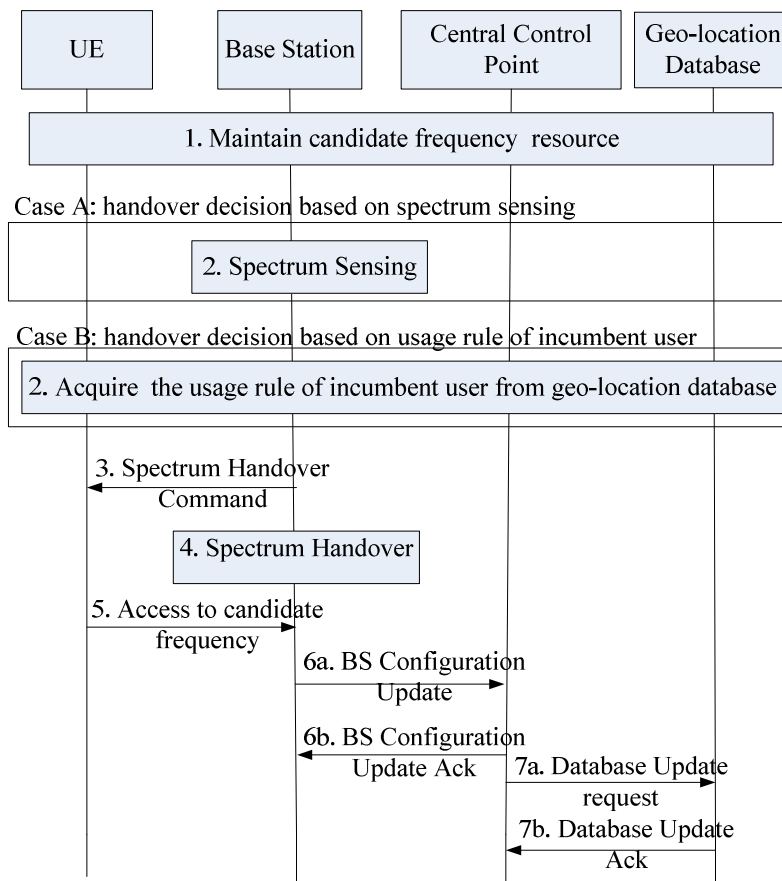 UE
Base Station
Central Control
Point
Geo-location
Database
1. Maintain candidate frequency resource
Case A: handover decision based on spectrum sensing
2. Spectrum Sensing
Case B: handover decision based on usage rule of incumbent user
2. Acquire the usage rule of incumbent user from geo-location database
3. Spectrum Handover
Command
4. Spectrum Handover
5. Access to candidate
frequency
6a. BS Configuration
Update
6b. BS Configuration
Update Ack
7a. Database Update
request
7b. Database Update
Ack